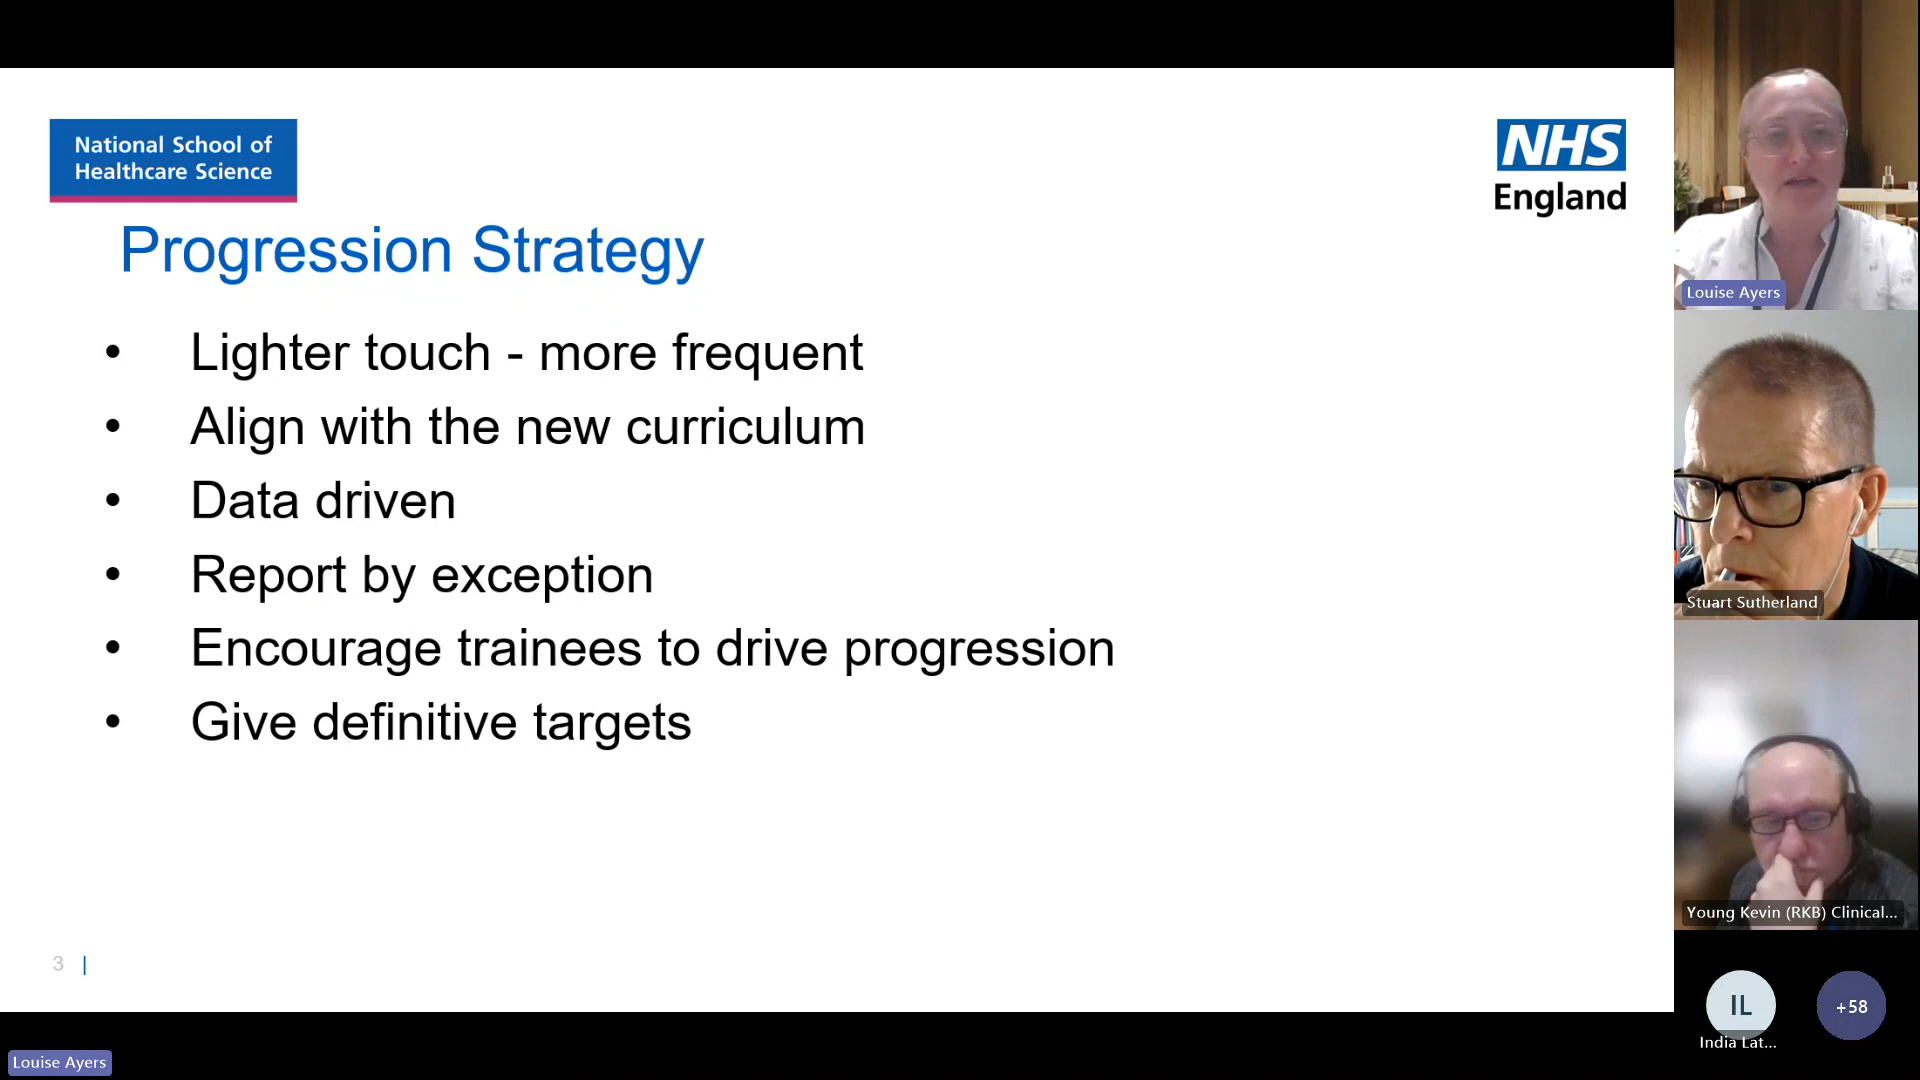 National School of
Healthcare Science
NHS
England
Progression Strategy
• Lighter touch - more frequent
• Align with the new curriculum
• Data driven
• Report by exception
• Encourage trainees to drive progression
• Give definitive targets
3 |
Louise Ayers
Louise Ayers
Stuart Sutherland
Young Kevin (RKB) Clinical...
IL
India Lat...
+58